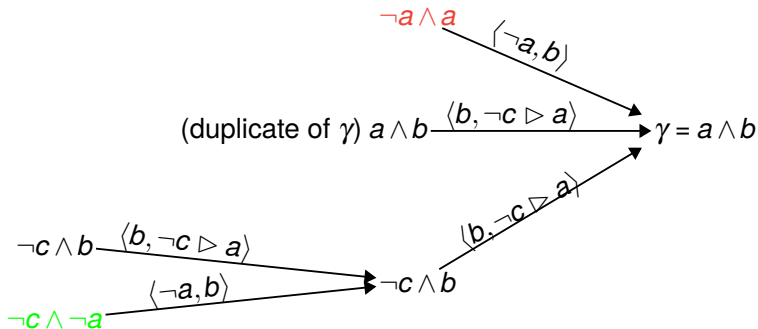 ¬a ∧ a
⟨¬a, b⟩
(duplicate of γ) a ∧ b
⟨b, ¬c ▷ a⟩
γ = a ∧ b
⟨b, ¬c ▷ a⟩
¬c ∧ b
⟨b, ¬c ▷ a⟩
⟨¬a, b⟩
¬c ∧ b
¬c ∧ ¬a